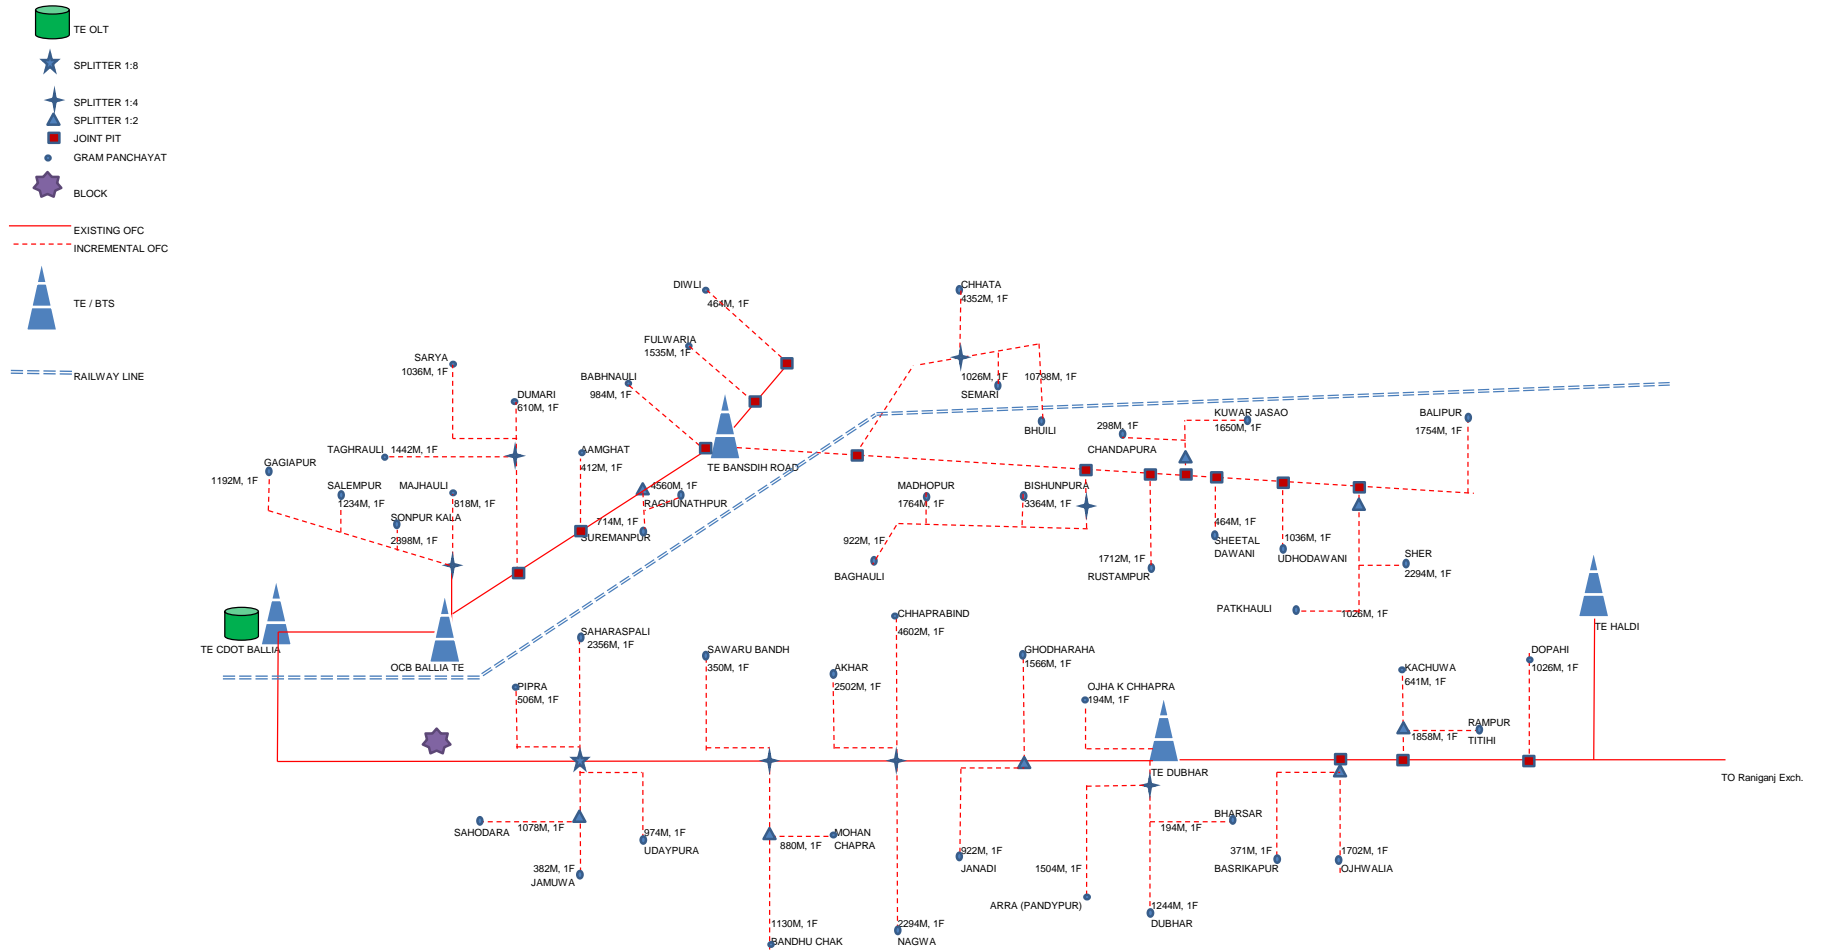 TE OLT
SPLITTER 1:8
SPLITTER 1:4
SPLITTER 1:2
JOINT PIT
GRAM PANCHAYAT
BLOCK
EXISTING OFC
INCREMENTAL OFC
TE / BTS
RAILWAY LINE
DIWLI
464M, 1F
CHHATA
4352M, 1F
FULWARIA
1535M, 1F
SARYA
1036M, 1F
BABHNAULI
984M, 1F
DUMARI
610M, 1F
1026M, 1F
SEMARI
10798M, 1F
BHUILI
298M, 1F
CHANDAPURA
KUWAR JASAO
1650M, 1F
BALIPUR
1754M, 1F
TAGHRAULI
1442M, 1F
AAMGHAT
412M, 1F
TE BANSDIH ROAD
GAGIAPUR
1192M, 1F
SALEMPUR
1234M, 1F
MAJHAULI
818M, 1F
SONPUR KALA
2398M, 1F
4560M, 1F
RAGHUNATHPUR
714M, 1F
SUREMANPUR
MADHOPUR
1764M, 1F
BISHUNPURA
3364M, 1F
922M, 1F
BAGHAULI
1712M, 1F
RUSTAMPUR
464M, 1F
SHEETAL
DAWANI
1036M, 1F
UDHODAWANI
SHER
2294M, 1F
PATKHAULI
1026M, 1F
TE HALDI
TE CDOT BALLIA
OCB BALLIA TE
SAHARASPALI
2356M, 1F
CHHAPRABIND
4602M, 1F
SAWARU BANDH
350M, 1F
AKHAR
2502M, 1F
GHODHARAHA
1566M, 1F
OJHA K CHHAPRA
194M, 1F
KACHUWA
641M, 1F
DOPAHI
1026M, 1F
PIPRA
506M, 1F
RAMPUR
TITIHI
1858M, 1F
TE DUBHAR
TO Raniganj Exch.
SAHODARA
1078M, 1F
974M, 1F
UDAYPURA
382M, 1F
JAMUWA
880M, 1F
MOHAN
CHAPRA
1130M, 1F
BANDHU CHAK
2294M, 1F
NAGWA
922M, 1F
JANADI
1504M, 1F
ARRA (PANDYPUR)
BHARSAR
194M, 1F
1244M, 1F
DUBHAR
371M, 1F
BASRIKAPUR
1702M, 1F
OJHWALIA